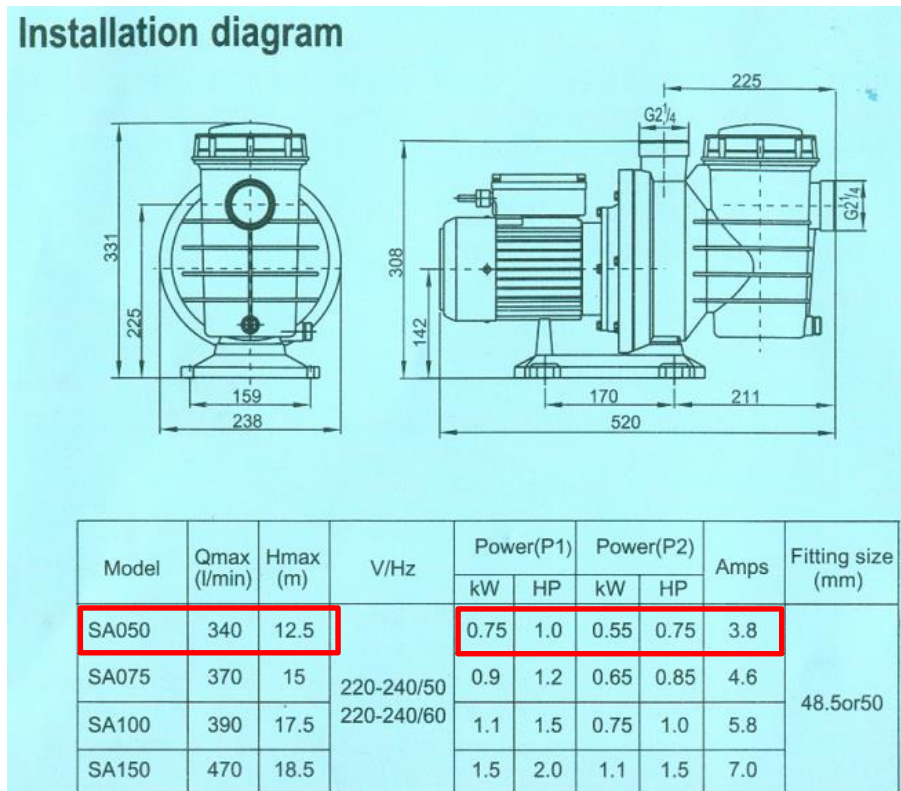 Installation diagram
225
G2¼
331
225
159
238
308
142
G2¼
170
211
520
Model Qmax (l/min) Hmax (m) V/Hz Power(P1) Power(P2) Amps Fitting size (mm)
kW HP kW HP
SA050 340 12.5 0.75 1.0 0.55 0.75 3.8
SA075 370 15 0.9 1.2 0.65 0.85 4.6
220-240/50
220-240/60
48.5or50
SA100 390 17.5 1.1 1.5 0.75 1.0 5.8
SA150 470 18.5 1.5 2.0 1.1 1.5 7.0